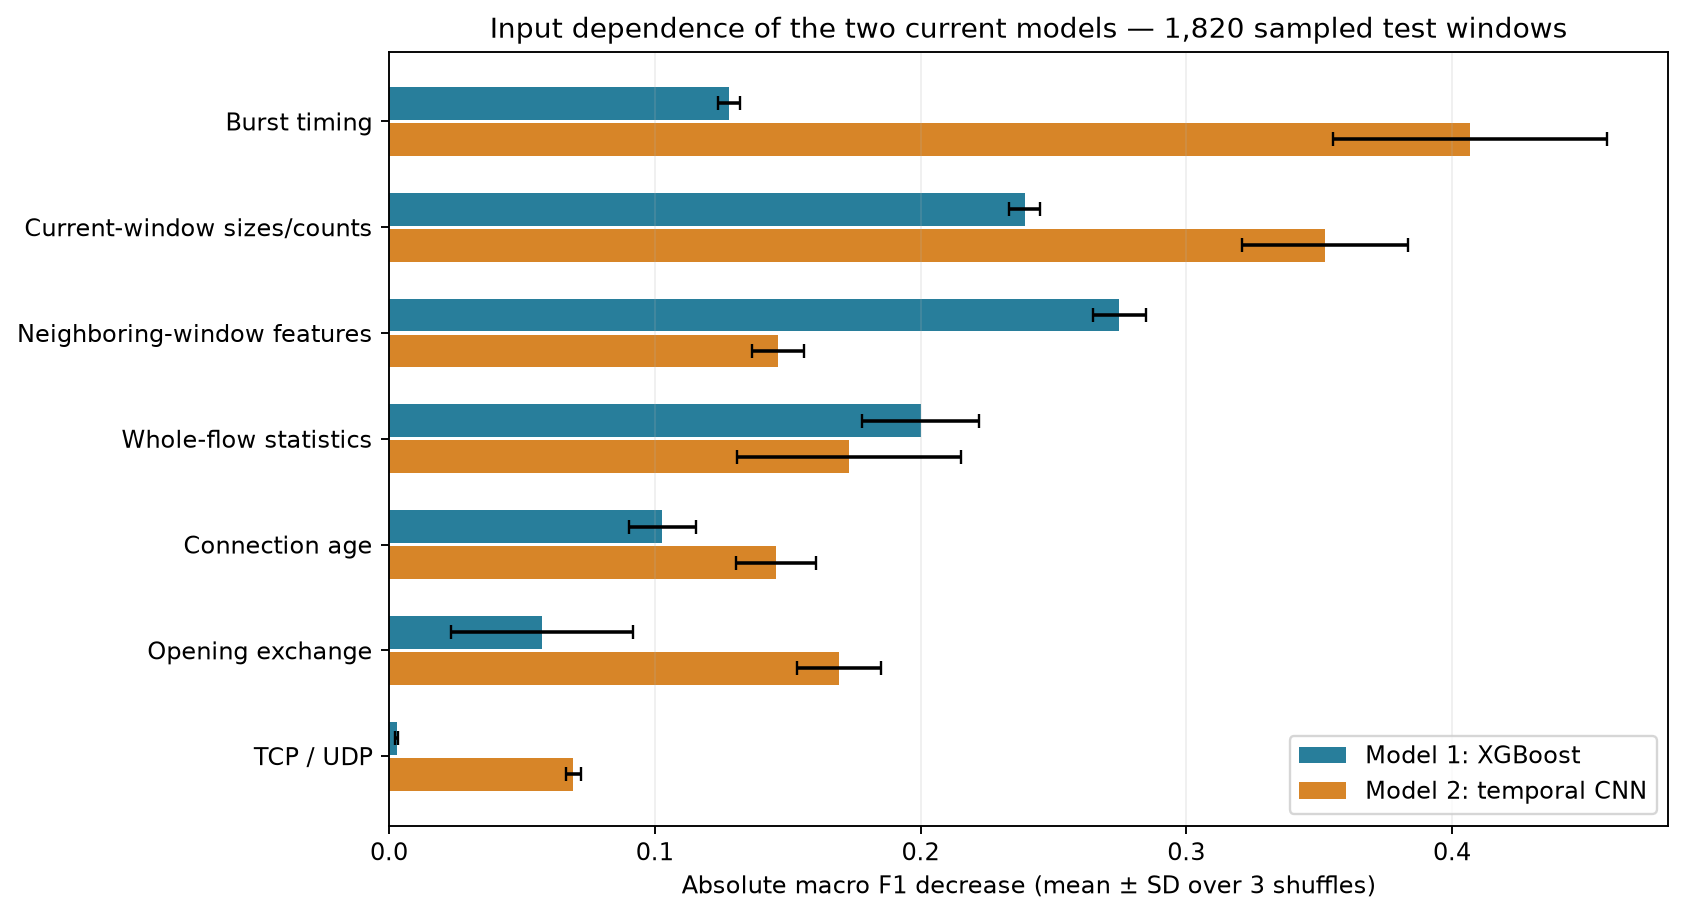 Input dependence of the two current models — 1,820 sampled test windows
Burst timing
Current-window sizes/counts
Neighboring-window features
Whole-flow statistics
Connection age
Opening exchange
TCP / UDP
Model 1: XGBoost
Model 2: temporal CNN
0.0 0.1 0.2 0.3 0.4
Absolute macro F1 decrease (mean ± SD over 3 shuffles)